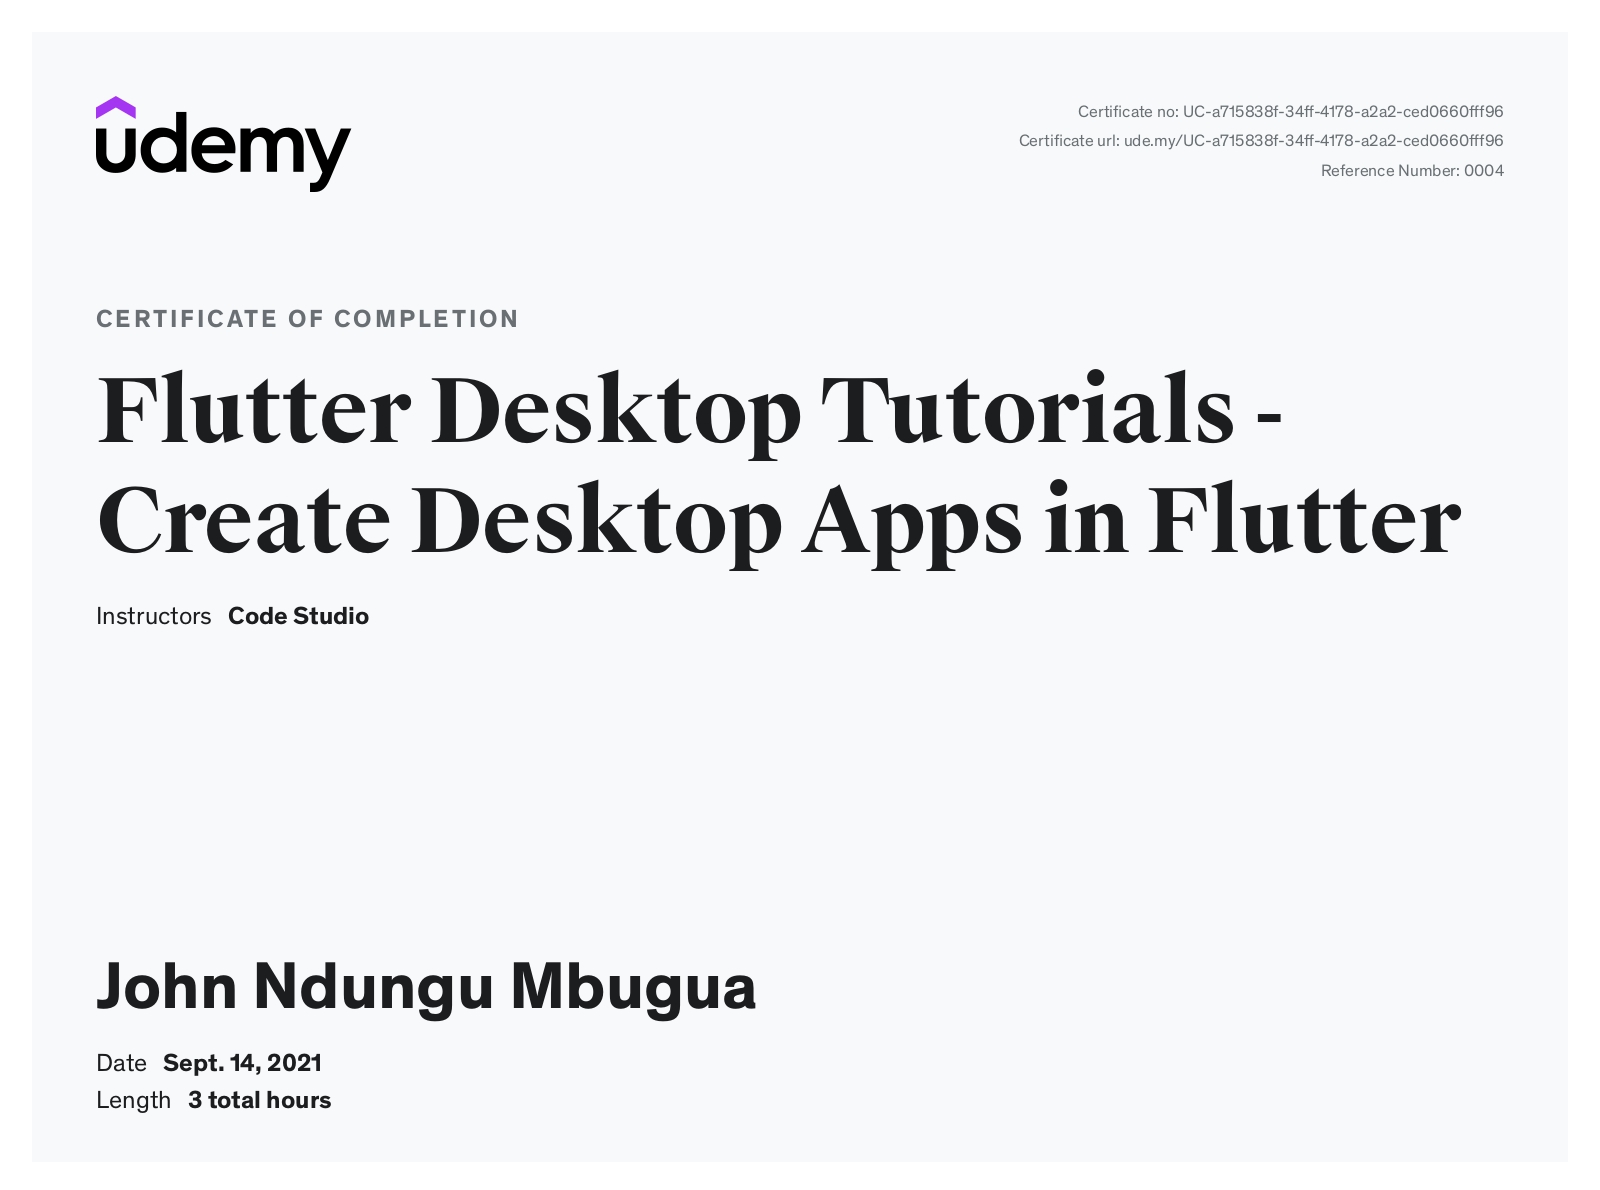 udemy
Certificate no: UC-a715838f-34ff-4178-a2a2-ced0660fff96
Certificate url: ude.my/UC-a715838f-34ff-4178-a2a2-ced0660fff96
Reference Number: 0004
CERTIFICATE OF COMPLETION
Flutter Desktop Tutorials -
Create Desktop Apps in Flutter
Instructors Code Studio
John Ndungu Mbugua
Date Sept. 14, 2021
Length 3 total hours